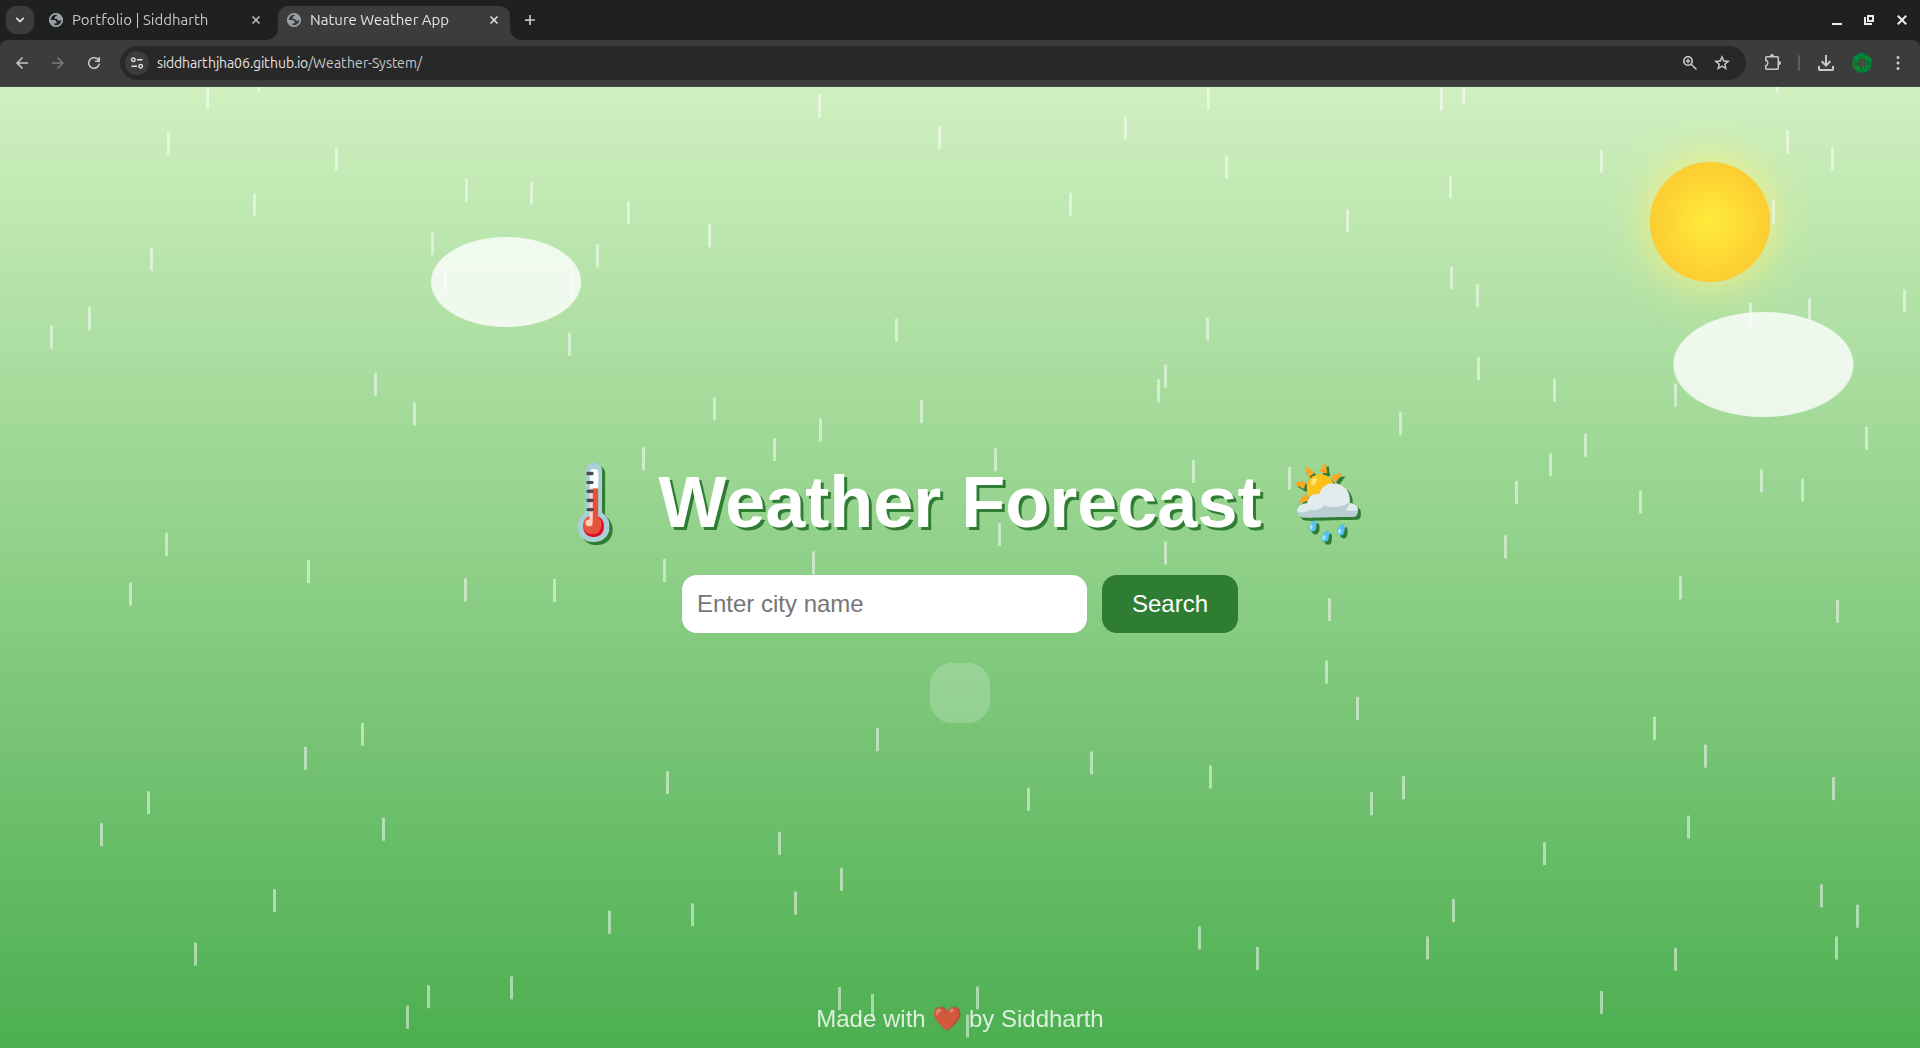 Portfolio | Siddharth
Nature Weather App
siddharthjha06.github.io/Weather-System/
Weather Forecast
Enter city name
Search
Made with ❤️ by Siddharth